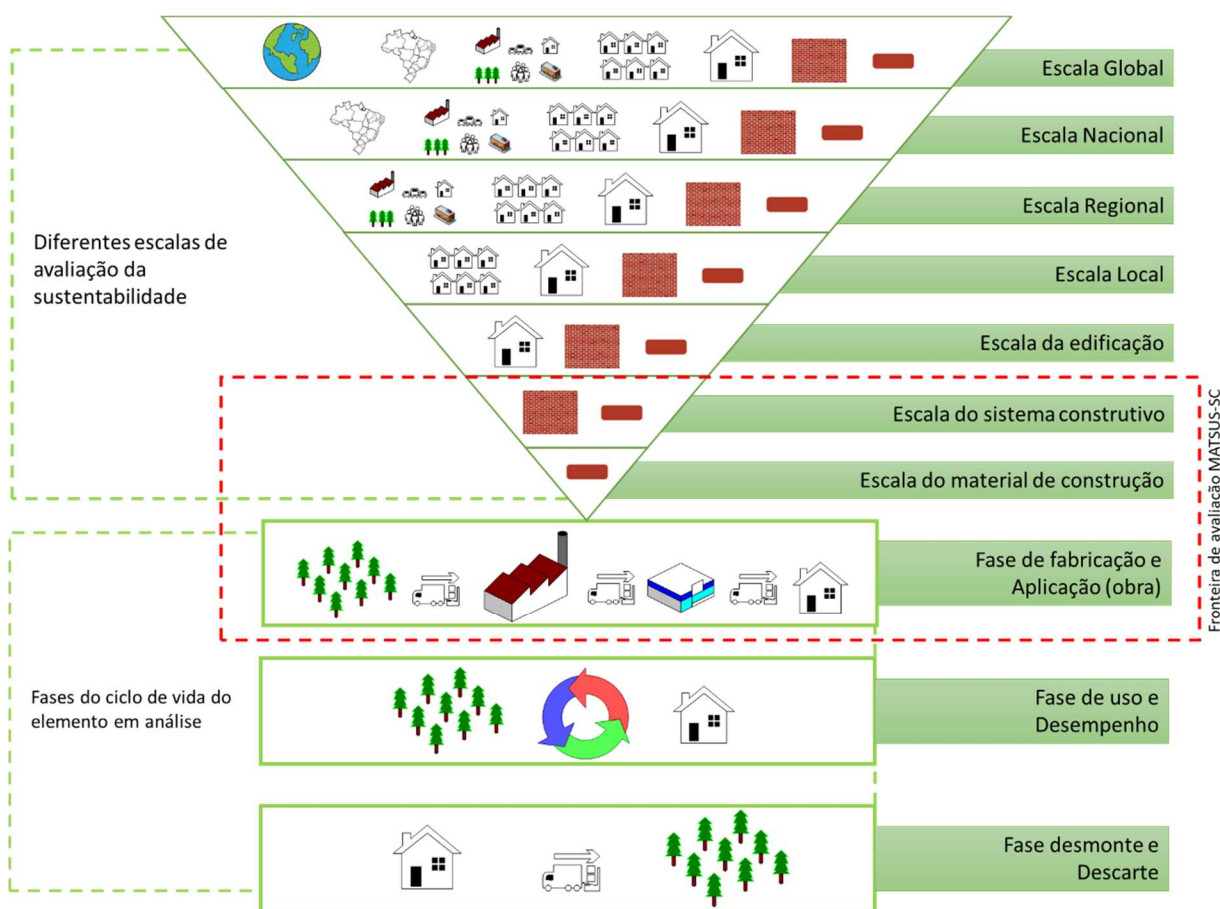 Escala Global
Escala Nacional
Escala Regional
Diferentes escalas de
avaliação da
sustentabilidade
Escala Local
Escala da edificação
Escala do sistema construtivo
Escala do material de construção
Fronteira de avaliação MATSUS-SC
Fase de fabricação e
Aplicação (obra)
Fases do ciclo de vida do
elemento em análise
Fase de uso e
Desempenho
Fase desmonte e
Descarte